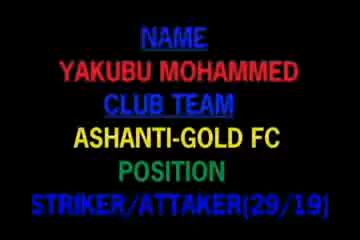 NAME
YAKUBU MOHAMMED
CLUB TEAM
ASHANTI-GOLD FC
POSITION
STRIKER/ATTAKER(29/19)